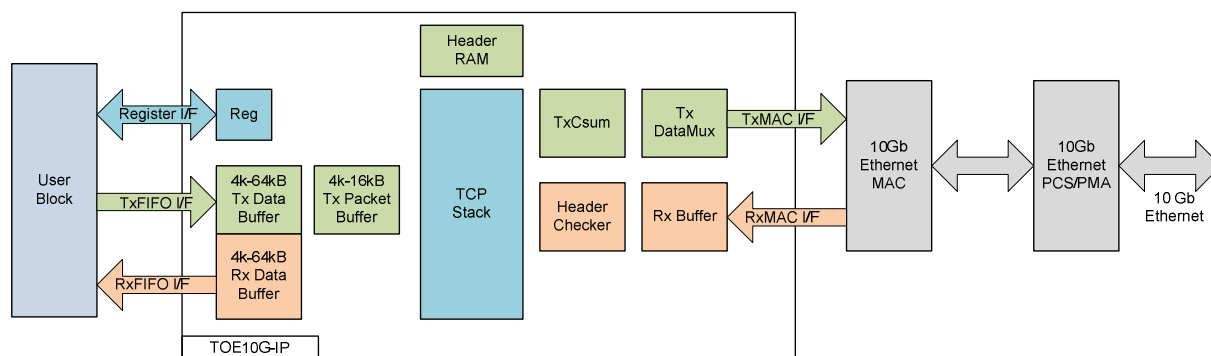 Header
RAM
Register I/F
Reg
TxCsum
Tx
DataMux
TxMAC I/F
User
Block
TxFIFO I/F
4k-64kB
Tx Data
Buffer
4k-16kB
Tx Packet
Buffer
TCP
Stack
10Gb
Ethernet
MAC
10Gb
Ethernet
PCS/PMA
10 Gb
Ethernet
Header
Checker
Rx Buffer
RxMAC I/F
RxFIFO I/F
4k-64kB
Rx Data
Buffer
TOE10G-IP